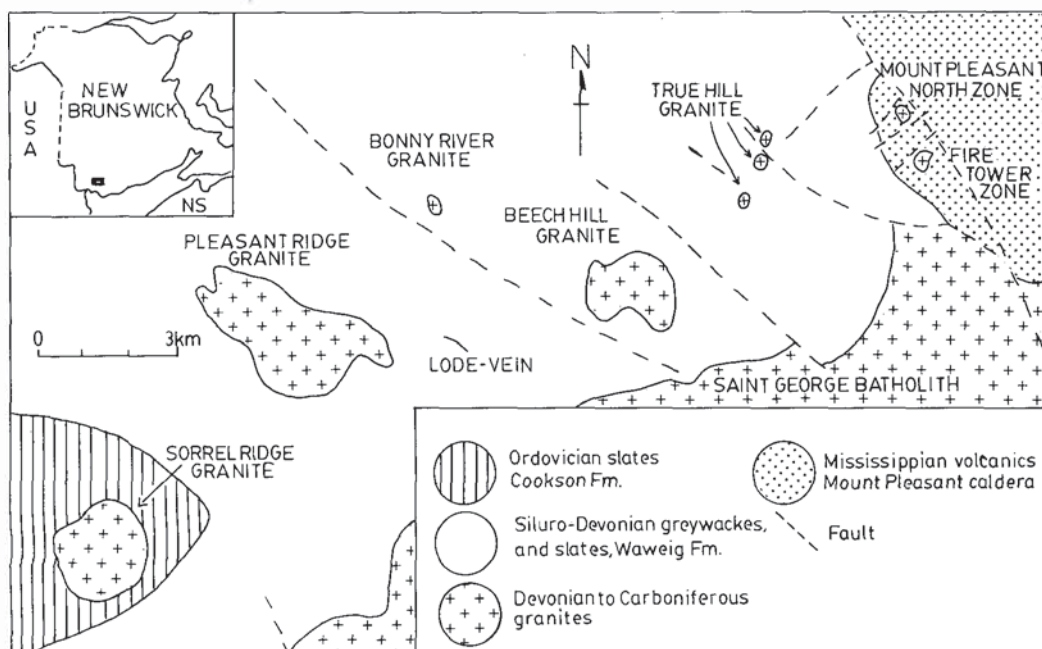 U
S
A
NEW
BRUNSWICK
NS
N
BONNY RIVER
GRANITE
TRUE HILL
GRANITE
MOUNT PLEASANT
NORTH ZONE
FIRE
TOWER
ZONE
BEECH HILL
GRANITE
PLEASANT RIDGE
GRANITE
0 3km
LODE-VEIN
SAINT GEORGE BATHOLITH
SORREL RIDGE
GRANITE
Ordovician slates
Cookson Fm.
Siluro-Devonian greywackes,
and slates, Waweig Fm.
Devonian to Carboniferous
granites
Mississippian volcanics
Mount Pleasant caldera
Fault